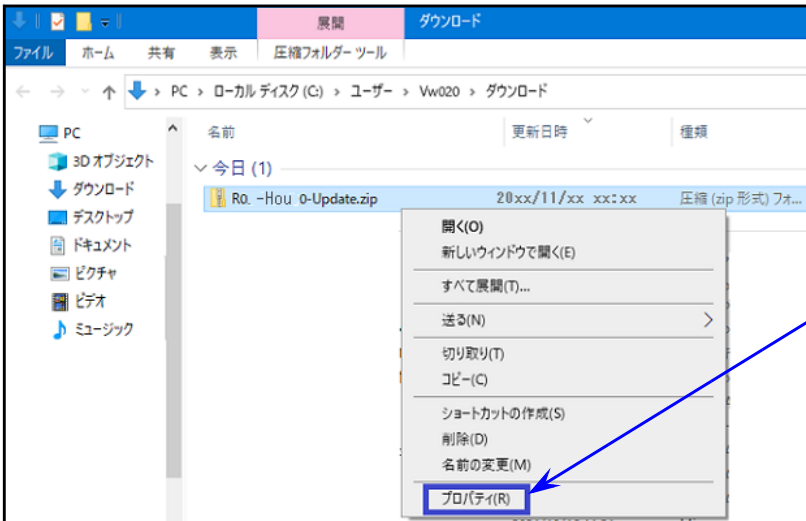 展開 ダウンロード
ファイル ホーム 共有 表示 圧縮フォルダー ツール
PC › ローカル ディスク (C:) › ユーザー › Vw020 › ダウンロード
PC
3D オブジェクト
ダウンロード
デスクトップ
ドキュメント
ピクチャ
ビデオ
ミュージック
名前 更新日時 種類
今日 (1)
R0. -Hou 0-Update.zip 20xx/11/xx xx:xx 圧縮 (zip 形式) フォ...
開く(O)
新しいウィンドウで開く(E)
すべて展開(T)...
送る(N)
切り取り(T)
コピー(C)
ショートカットの作成(S)
削除(D)
名前の変更(M)
プロパティ(R)